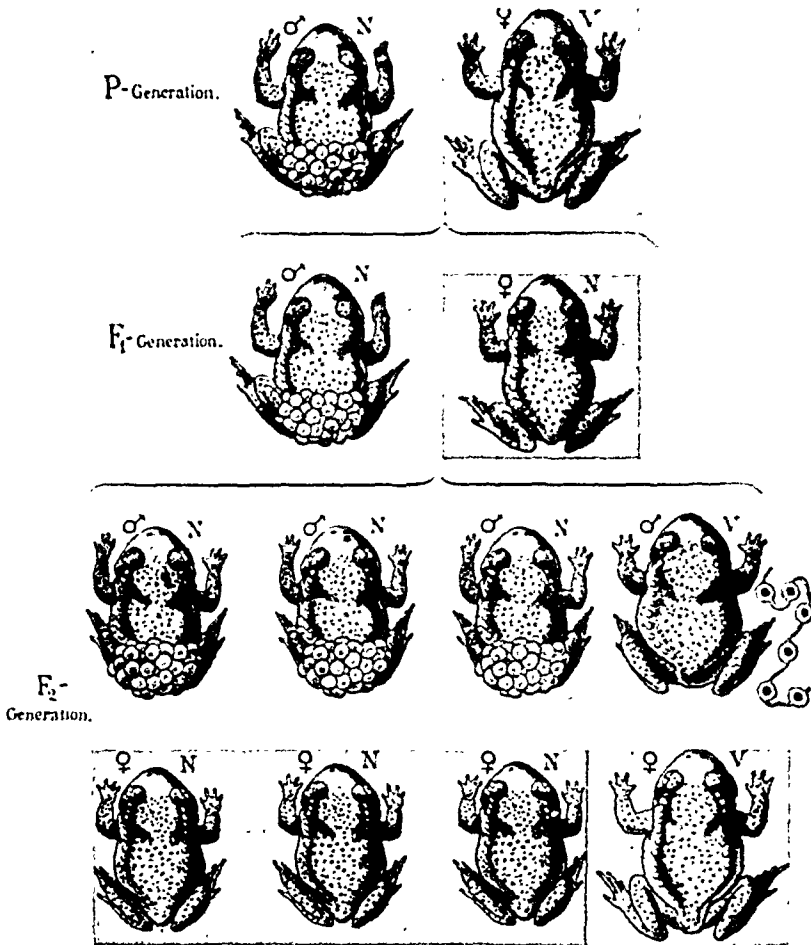 ♂ N ♀ V
P-Generation.
♂ N ♀ N
F₁-Generation.
♂ N ♂ N ♂ N ♂ V
F₂-
Generation.
♀ N ♀ N ♀ N ♀ V